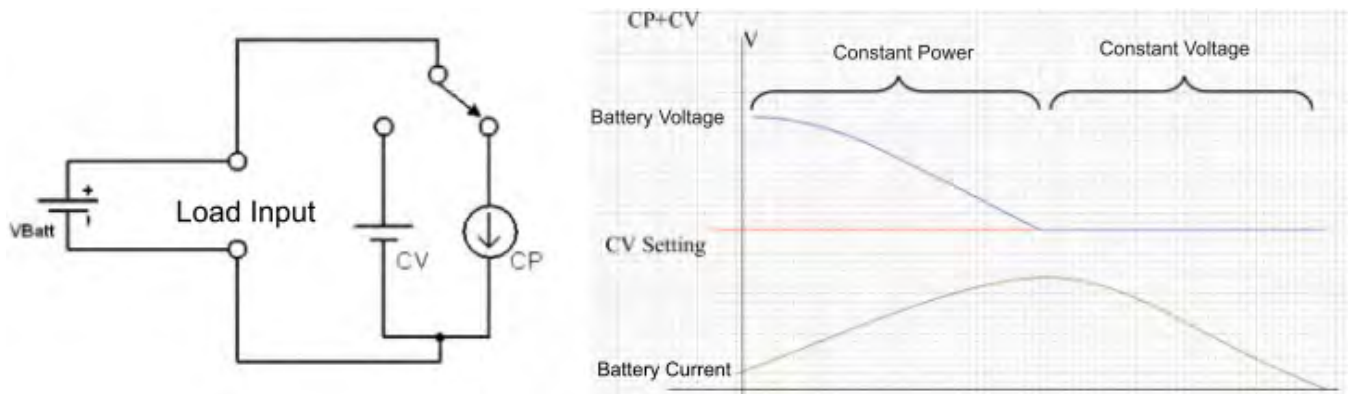 +
VBatt
Load Input
CV
CP
CP+CV
V
Constant Power
Constant Voltage
Battery Voltage
CV Setting
Battery Current